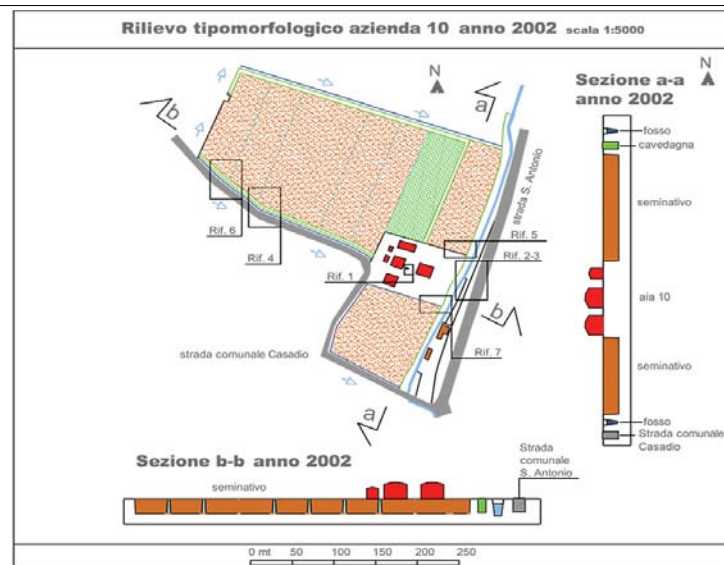 Rilievo tipomorfologico azienda 10 anno 2002 scala 1:5000
N
N
a
b
Sezione a-a
anno 2002
fosso
cavedagna
seminativo
strada S. Antonio
Rif. 6
Rif. 4
Rif. 5
Rif. 2-3
Rif. 1
aia 10
b
strada comunale Casadio
Rif. 7
seminativo
a
fosso
Strada comunale
Casadio
Sezione b-b anno 2002
Strada
comunale
S. Antonio
seminativo
0 mt 50 100 150 200 250